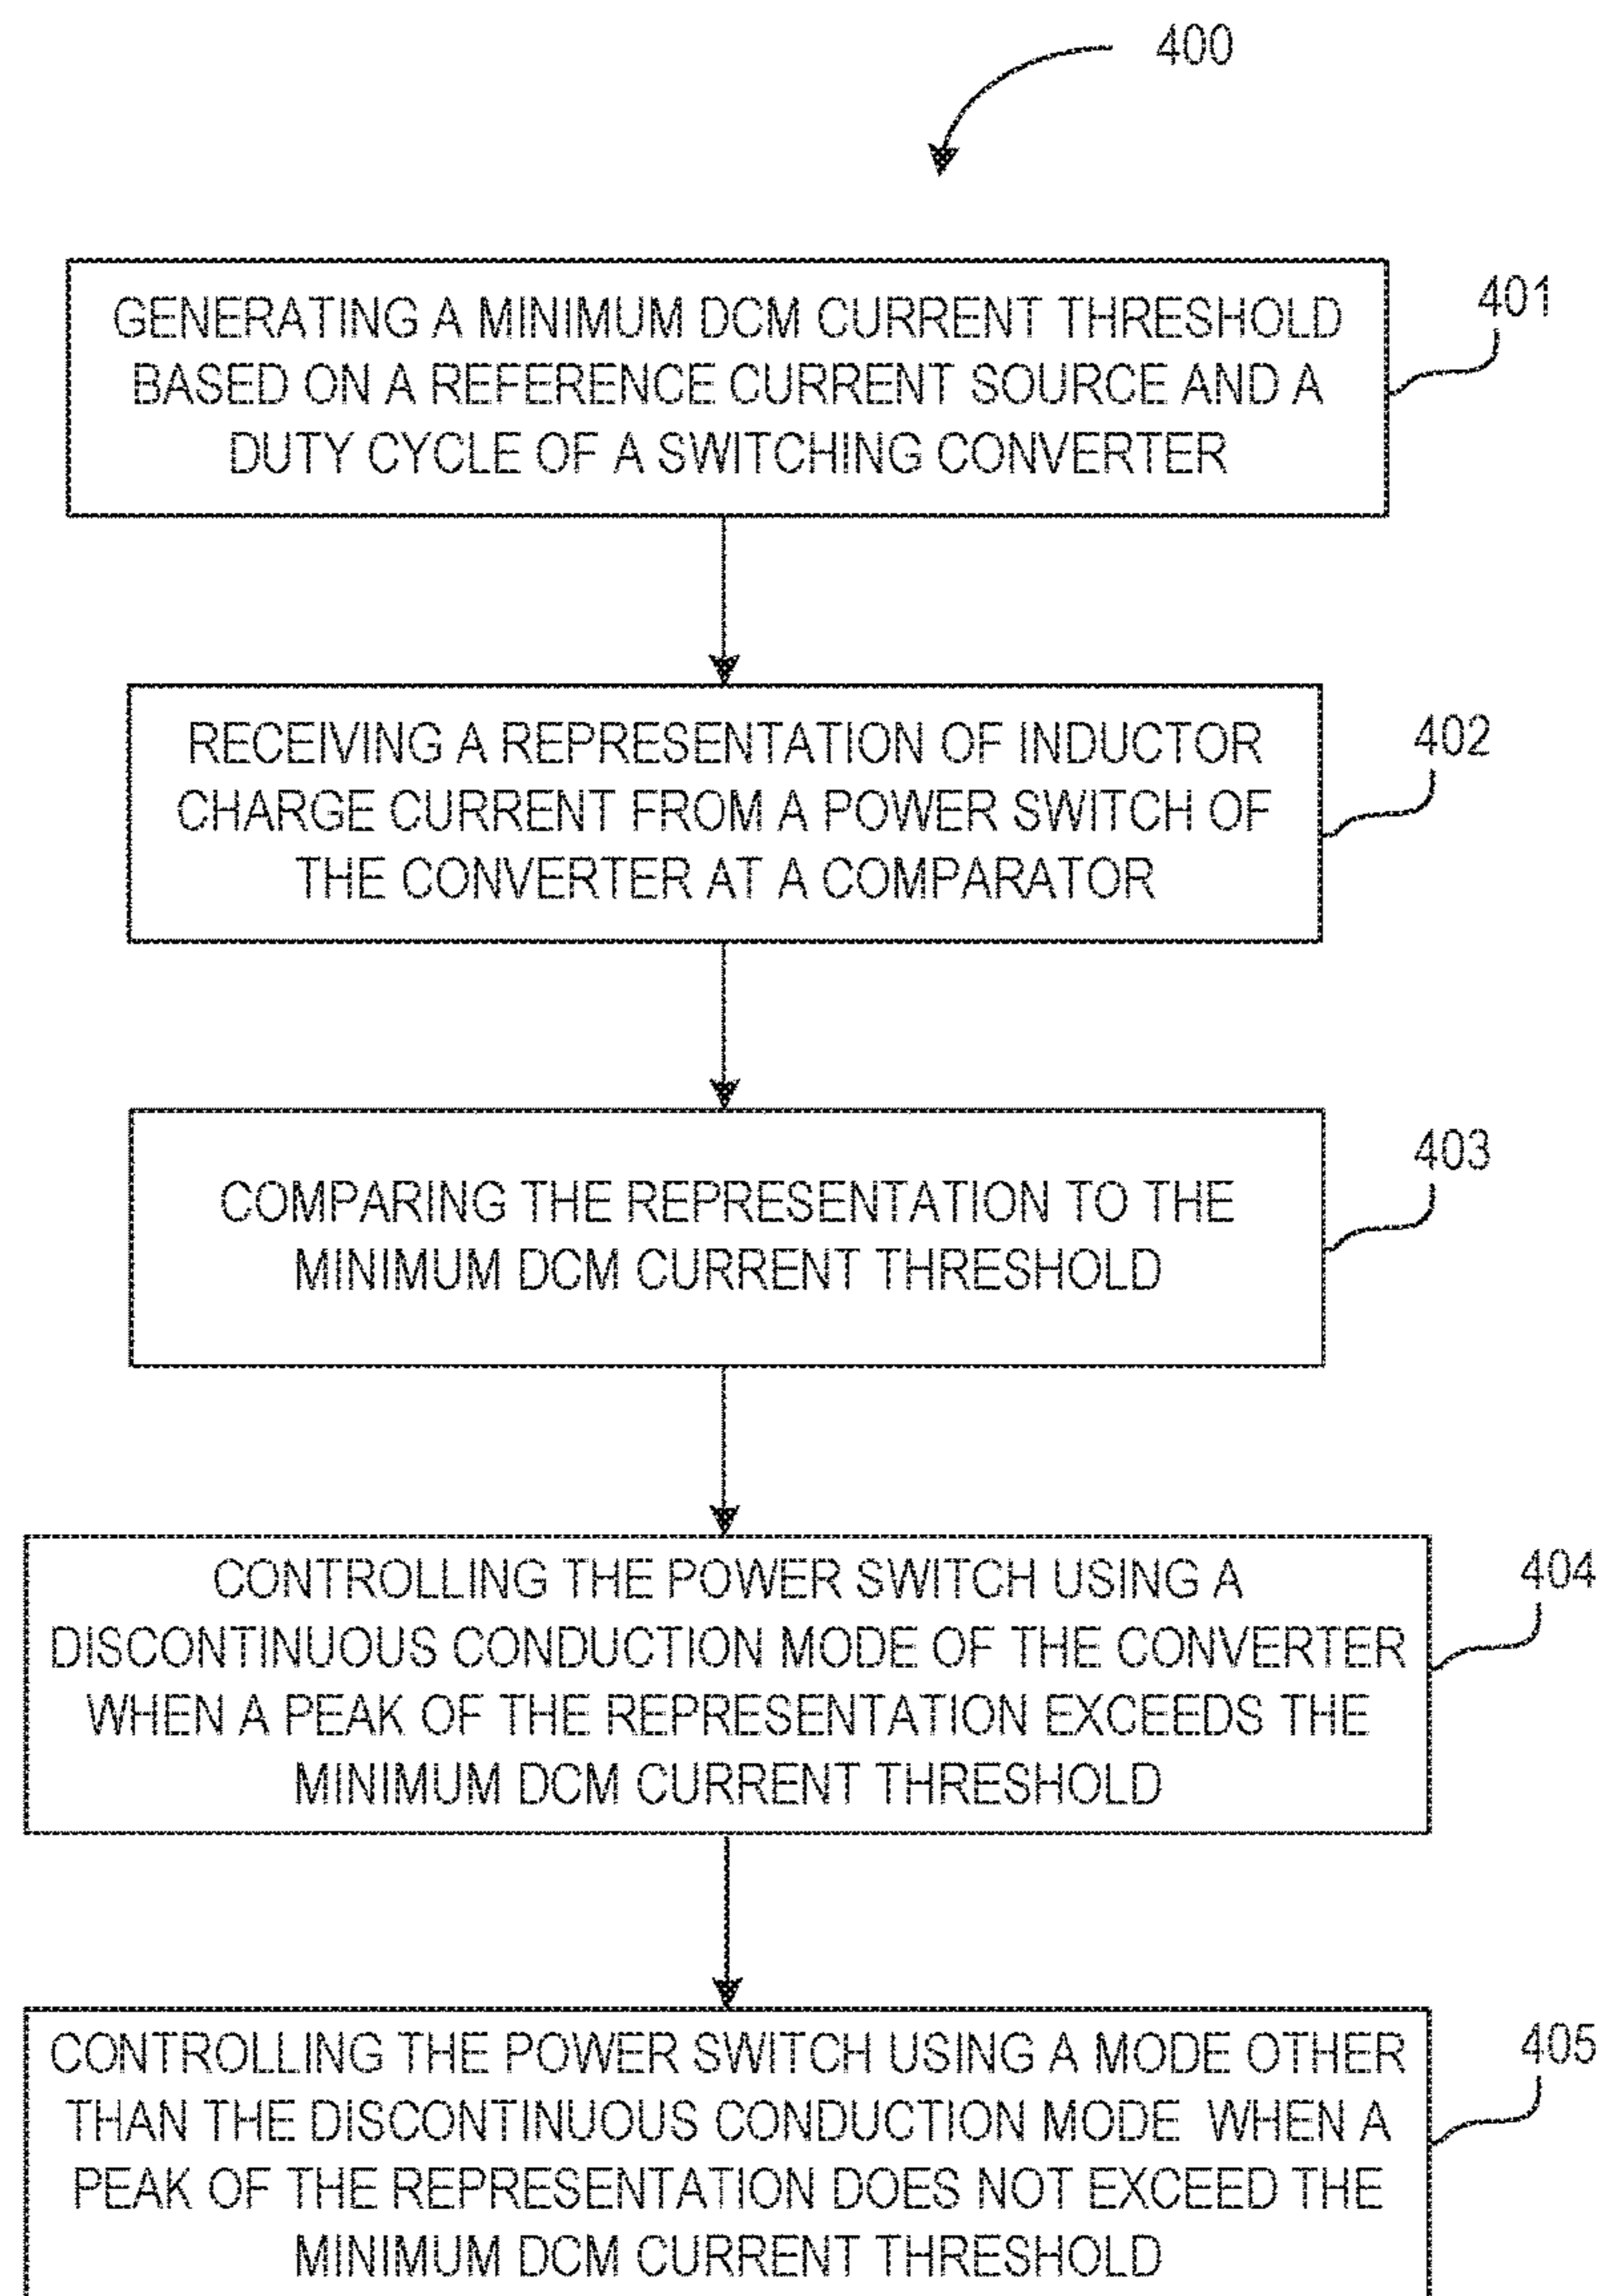 400
GENERATING A MINIMUM DCM CURRENT THRESHOLD
BASED ON A REFERENCE CURRENT SOURCE AND A
DUTY CYCLE OF A SWITCHING CONVERTER
401
RECEIVING A REPRESENTATION OF INDUCTOR
CHARGE CURRENT FROM A POWER SWITCH OF
THE CONVERTER AT A COMPARATOR
402
COMPARING THE REPRESENTATION TO THE
MINIMUM DCM CURRENT THRESHOLD
403
CONTROLLING THE POWER SWITCH USING A
DISCONTINUOUS CONDUCTION MODE OF THE CONVERTER
WHEN A PEAK OF THE REPRESENTATION EXCEEDS THE
MINIMUM DCM CURRENT THRESHOLD
404
CONTROLLING THE POWER SWITCH USING A MODE OTHER
THAN THE DISCONTINUOUS CONDUCTION MODE WHEN A
PEAK OF THE REPRESENTATION DOES NOT EXCEED THE
MINIMUM DCM CURRENT THRESHOLD
405